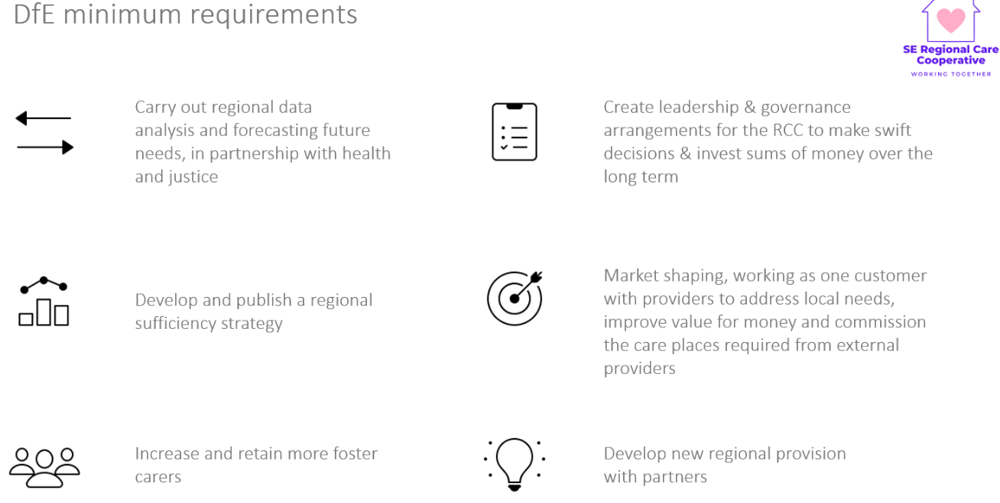 DfE minimum requirements
SE Regional Care
Cooperative
WORKING TOGETHER
Carry out regional data
analysis and forecasting future
needs, in partnership with health
and justice
Create leadership & governance
arrangements for the RCC to make swift
decisions & invest sums of money over the
long term
Develop and publish a regional
sufficiency strategy
Market shaping, working as one customer
with providers to address local needs,
improve value for money and commission
the care places required from external
providers
Increase and retain more foster
carers
Develop new regional provision
with partners